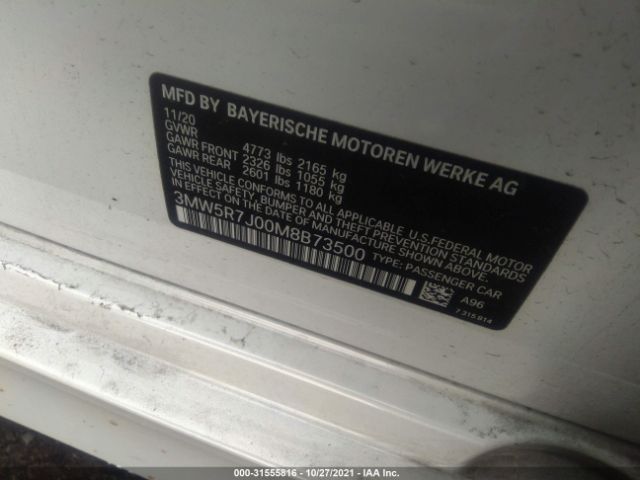 MFD BY BAYERISCHE MOTOREN WERKE AG
11/20
GVWR 4773 lbs 2165 kg
GAWR FRONT 2326 lbs 1055 kg
GAWR REAR 2601 lbs 1180 kg
THIS VEHICLE CONFORMS TO ALL APPLICABLE U.S.FEDERAL MOTOR
VEHICLE SAFETY, BUMPER AND THEFT PREVENTION STANDARDS
IN EFFECT ON THE DATE OF MANUFACTURE SHOWN ABOVE.
3MW5R7J00M8B73500 TYPE: PASSENGER CAR
A96
7315914
000-31555816 - 10/27/2021 - IAA Inc.